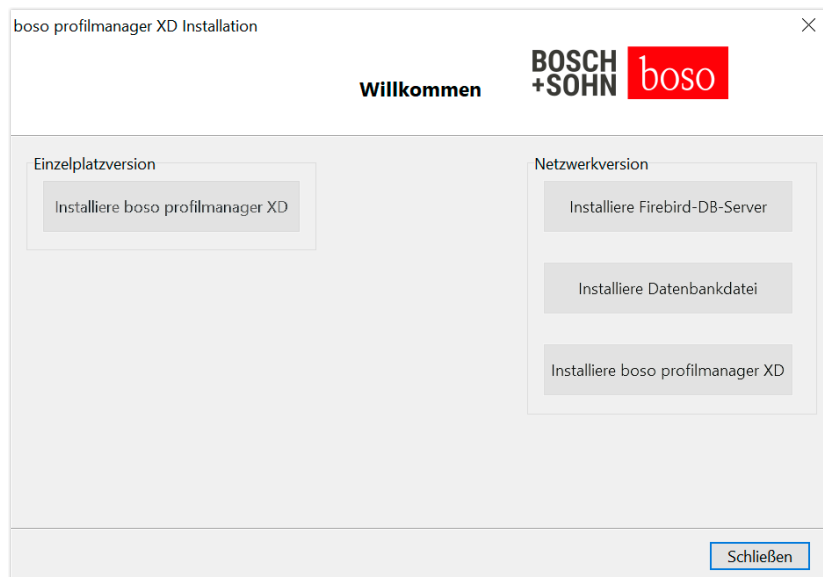 boso profilmanager XD Installation
Willkommen
BOSCH
+SOHN
boso
Einzelplatzversion
Installiere boso profilmanager XD
Netzwerkversion
Installiere Firebird-DB-Server
Installiere Datenbankdatei
Installiere boso profilmanager XD
Schließen